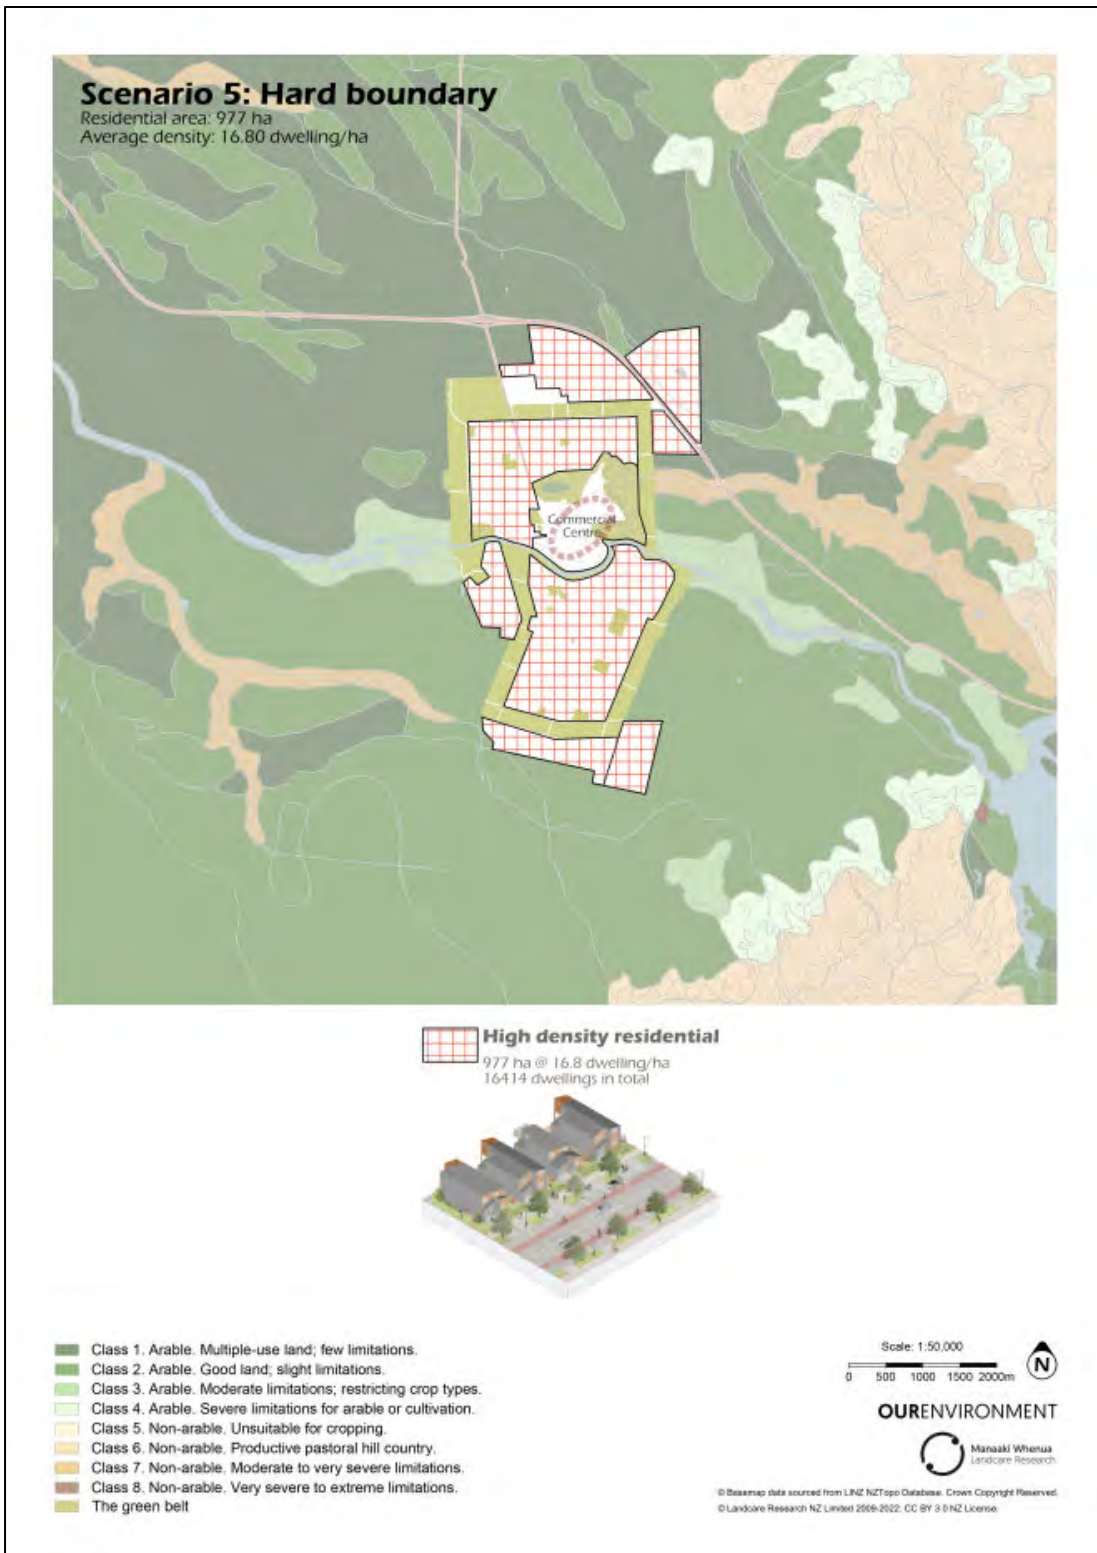 Scenario 5: Hard boundary
Residential area: 977 ha
Average density: 16.80 dwelling/ha
Commercial
Centre
High density residential
977 ha @ 16.8 dwelling/ha
16414 dwellings in total
Class 1. Arable. Multiple-use land; few limitations.
Class 2. Arable. Good land; slight limitations.
Class 3. Arable. Moderate limitations; restricting crop types.
Class 4. Arable. Severe limitations for arable or cultivation.
Class 5. Non-arable. Unsuitable for cropping.
Class 6. Non-arable. Productive pastoral hill country.
Class 7. Non-arable. Moderate to very severe limitations.
Class 8. Non-arable. Very severe to extreme limitations.
The green belt
Scale: 1:50,000
0 500 1000 1500 2000m
N
OURENVIRONMENT
Manaaki Whenua
Landcare Research
© Basemap data sourced from LINZ NZTopo Database. Crown Copyright Reserved.
© Landcare Research NZ Limited 2009-2022. CC BY 3.0 NZ License.